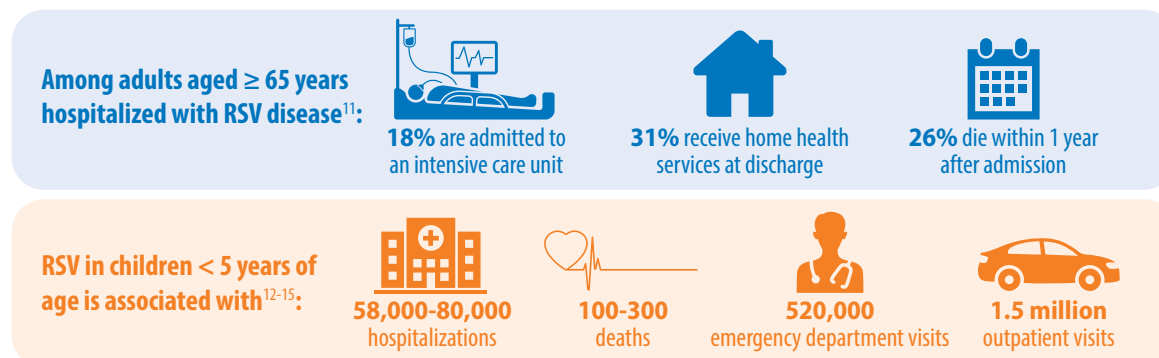 Among adults aged ≥ 65 years
hospitalized with RSV disease11:
18% are admitted to
an intensive care unit
31% receive home health
services at discharge
26% die within 1 year
after admission
RSV in children < 5 years of
age is associated with12-15:
58,000-80,000
hospitalizations
100-300
deaths
520,000
emergency department visits
1.5 million
outpatient visits